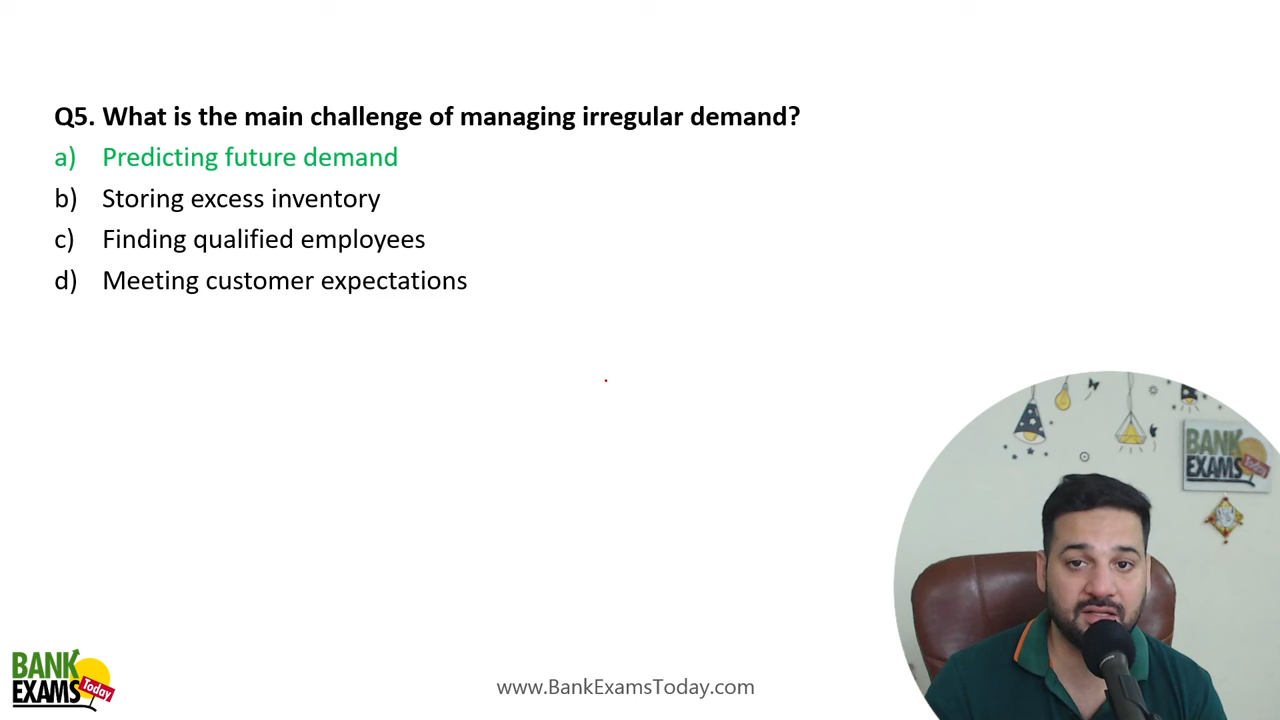 Q5. What is the main challenge of managing irregular demand?
a) Predicting future demand
b) Storing excess inventory
c) Finding qualified employees
d) Meeting customer expectations
BANK
EXAMS
Today
BANK
EXAMS
Today
www.BankExamsToday.com